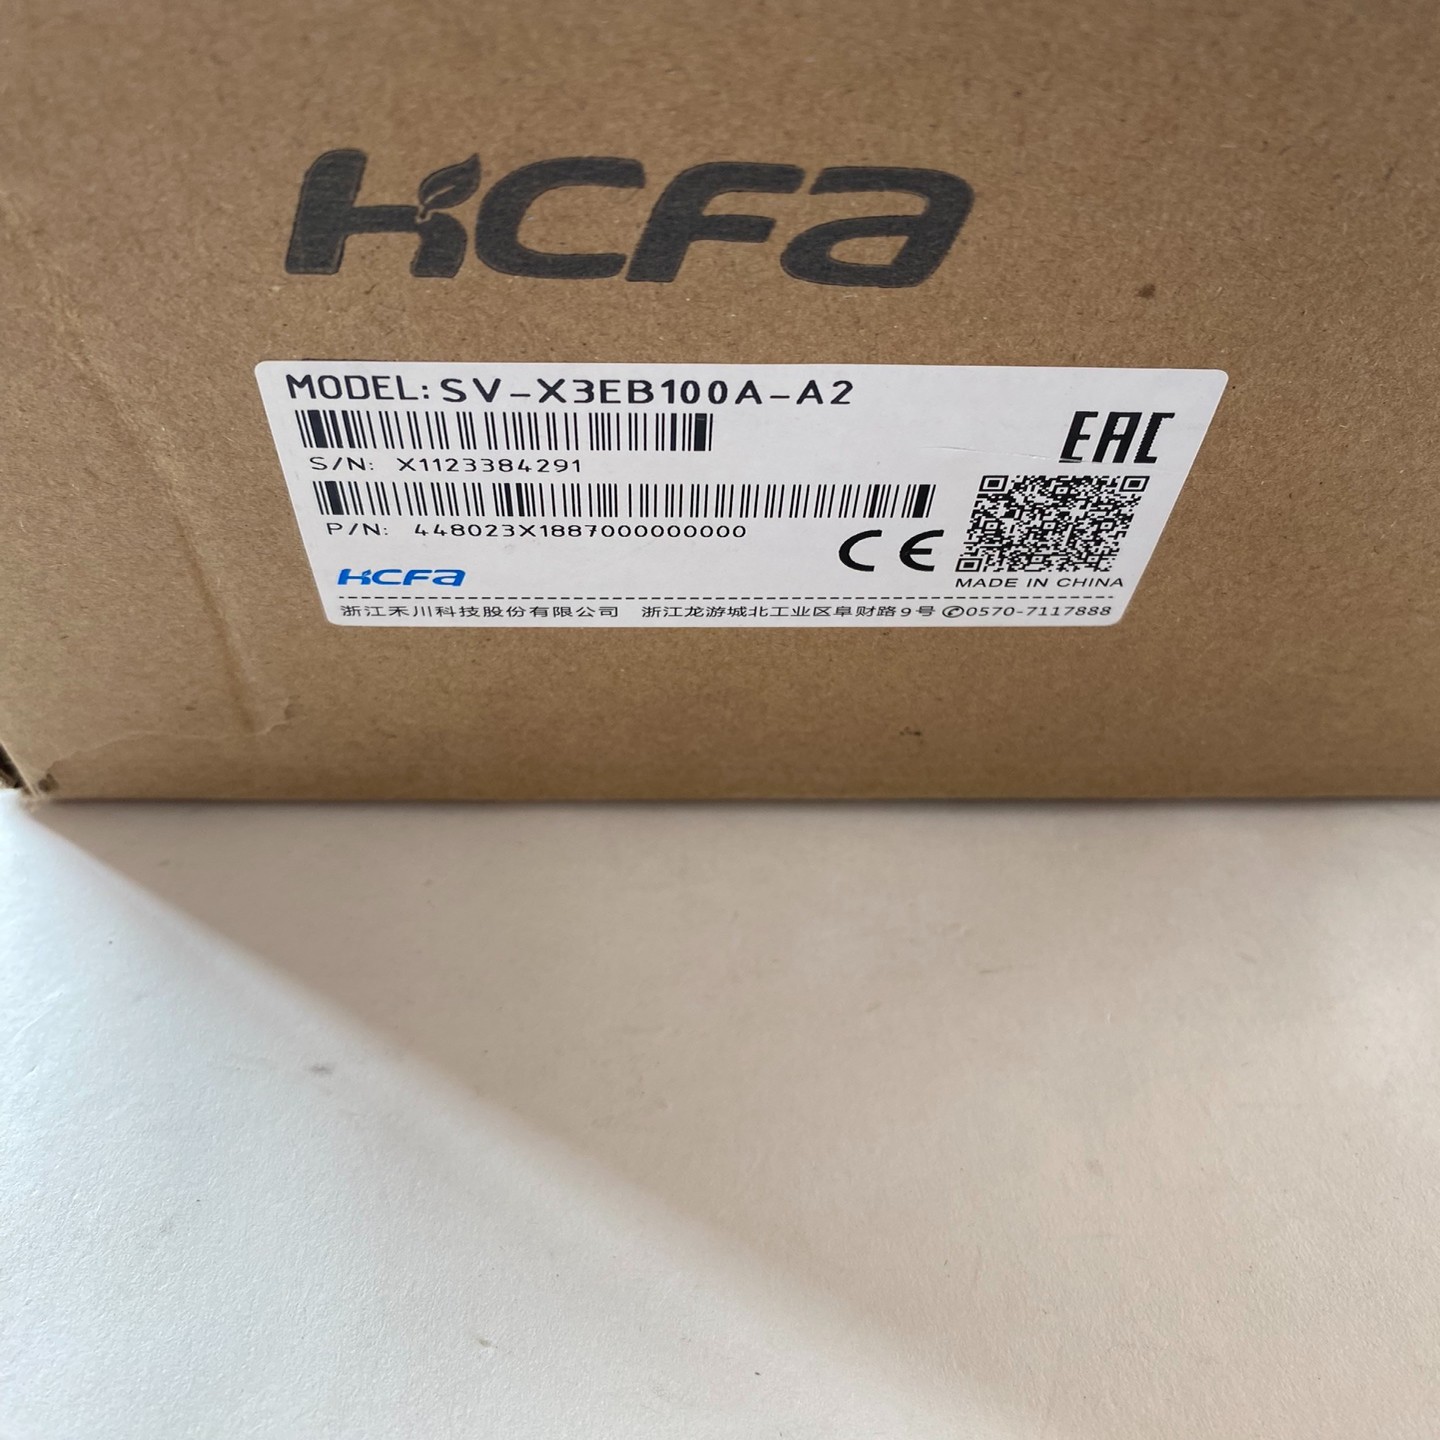 HCFa
MODEL: SV-X3EB100A-A2
EAC
S/N: X1123384291
P/N: 448023X1887000000000
CE
MADE IN CHINA
HCFa
浙江禾川科技股份有限公司 浙江龙游城北工业区阜财路9号 ✆0570-7117888